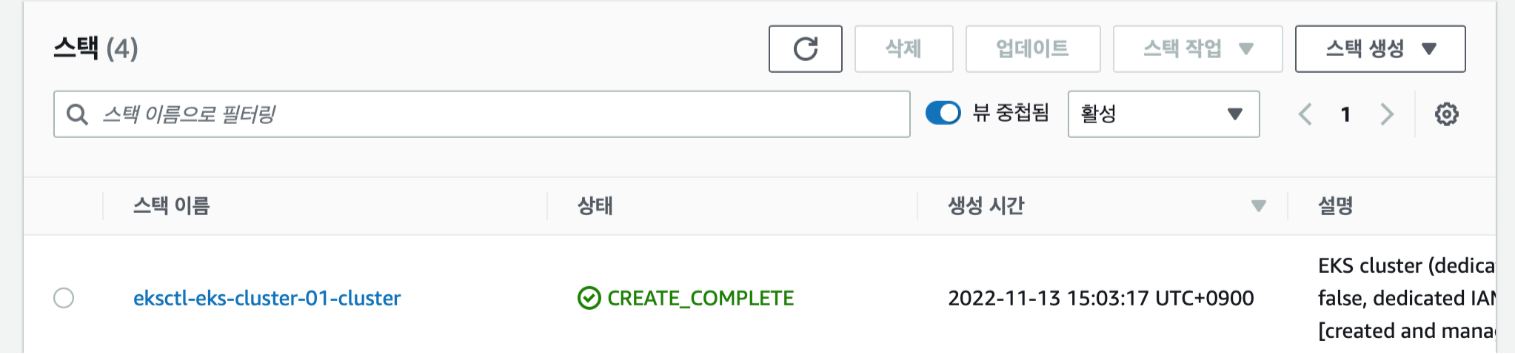 스택 (4)
삭제
업데이트
스택 작업
스택 생성
스택 이름으로 필터링
뷰 중첩됨
활성
1
스택 이름
상태
생성 시간
설명
eksctl-eks-cluster-01-cluster
CREATE_COMPLETE
2022-11-13 15:03:17 UTC+0900
EKS cluster (dedica
false, dedicated IAM
[created and mana